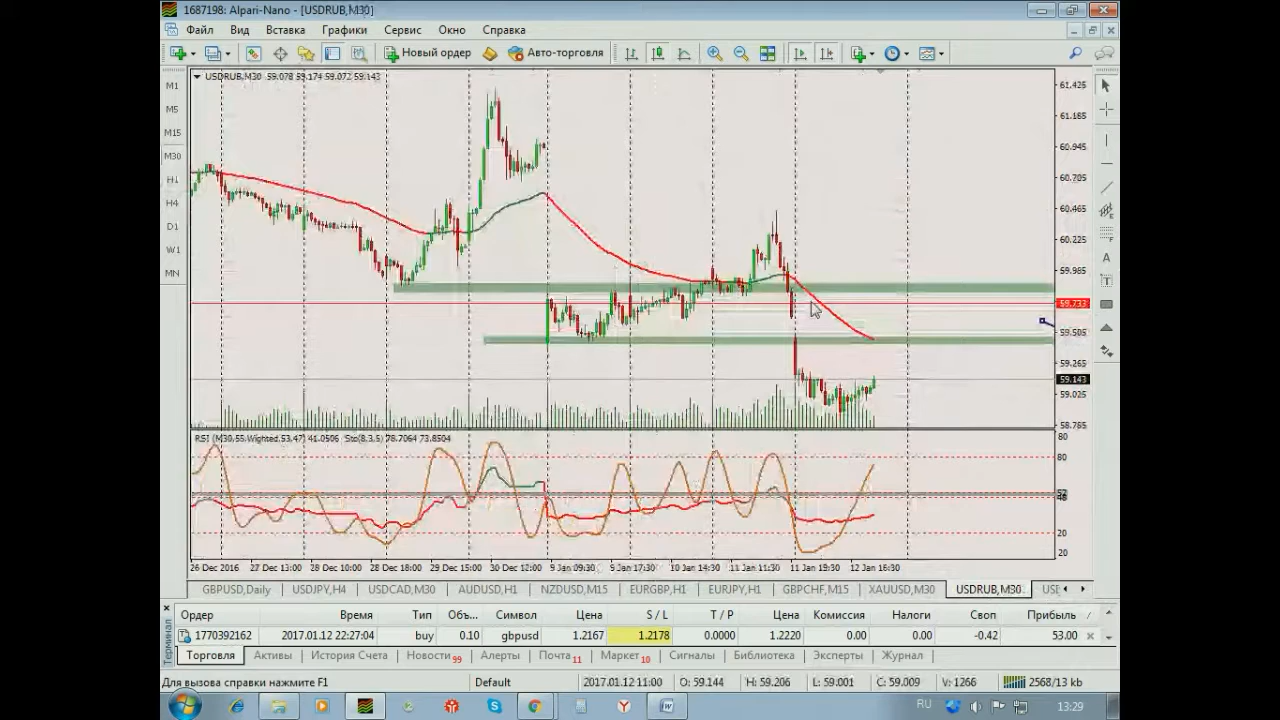 1687198: Alpari-Nano - [USDRUB,M30]
Файл Вид Вставка Графики Сервис Окно Справка
Новый ордер Авто-торговля
USDRUB,M30 59.078 59.174 59.072 59.143
M1
M5
M15
M30
H1
H4
D1
W1
MN
61.425
61.185
60.945
60.705
60.465
60.225
59.985
59.733
59.505
59.265
59.143
59.025
58.765
RSI (M30,55,Weighted,53,47) 41.0506 Sto(8,3,5) 78.7064 73.8504
80
80
20
20
26 Dec 2016 27 Dec 13:00 28 Dec 10:00 28 Dec 18:00 29 Dec 15:00 30 Dec 12:00 9 Jan 09:30 9 Jan 17:30 10 Jan 14:30 11 Jan 11:30 11 Jan 19:30 12 Jan 16:30
GBPUSD,Daily USDJPY,H4 USDCAD,M30 AUDUSD,H1 NZDUSD,M15 EURGBP,H1 EURJPY,H1 GBPCHF,M15 XAUUSD,M30 USDRUB,M30
Ордер Время Тип Объ... Символ Цена S / L T / P Цена Комиссия Налоги Своп Прибыль
1770392162 2017.01.12 22:27:04 buy 0.10 gbpusd 1.2167 1.2178 0.0000 1.2220 0.00 0.00 -0.42 53.00
Терминал
Торговля Активы История Счета Новости 99 Алерты Почта 11 Маркет 10 Сигналы Библиотека Эксперты Журнал
Для вызова справки нажмите F1 Default 2017.01.12 11:00 O: 59.144 H: 59.206 L: 59.001 C: 59.009 V: 1266 2568/13 kb
RU 13:29